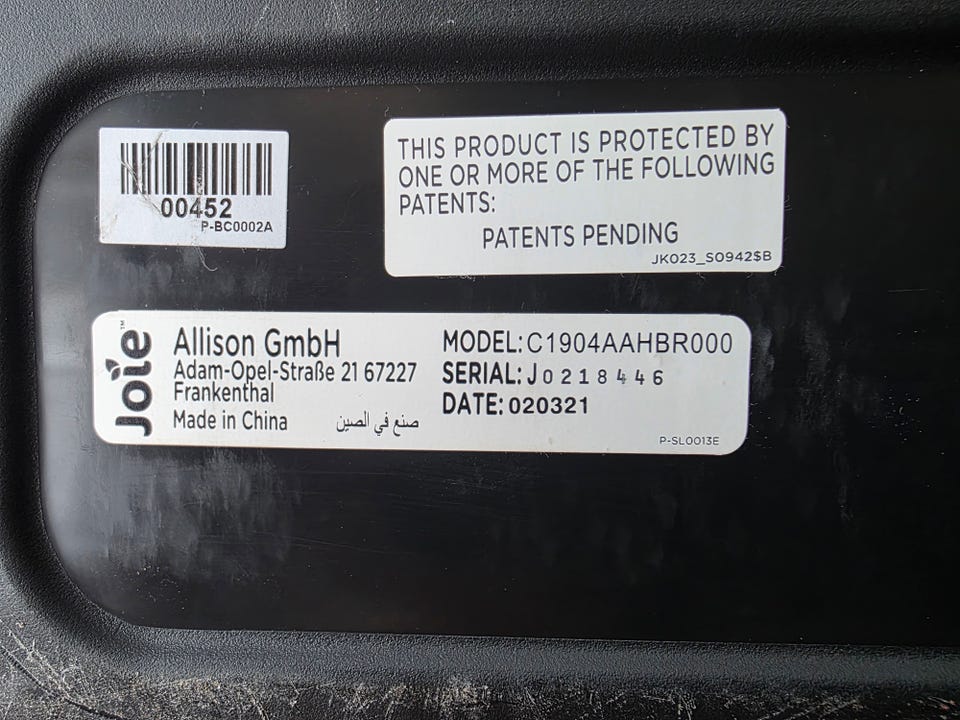 00452
P-BC0002A
THIS PRODUCT IS PROTECTED BY
ONE OR MORE OF THE FOLLOWING
PATENTS:
PATENTS PENDING
JK023_S0942$B
Joie™
Allison GmbH
Adam-Opel-Straße 21 67227
Frankenthal
Made in China صنع في الصين
MODEL:C1904AAHBR000
SERIAL:J0218446
DATE:020321
P-SL0013E